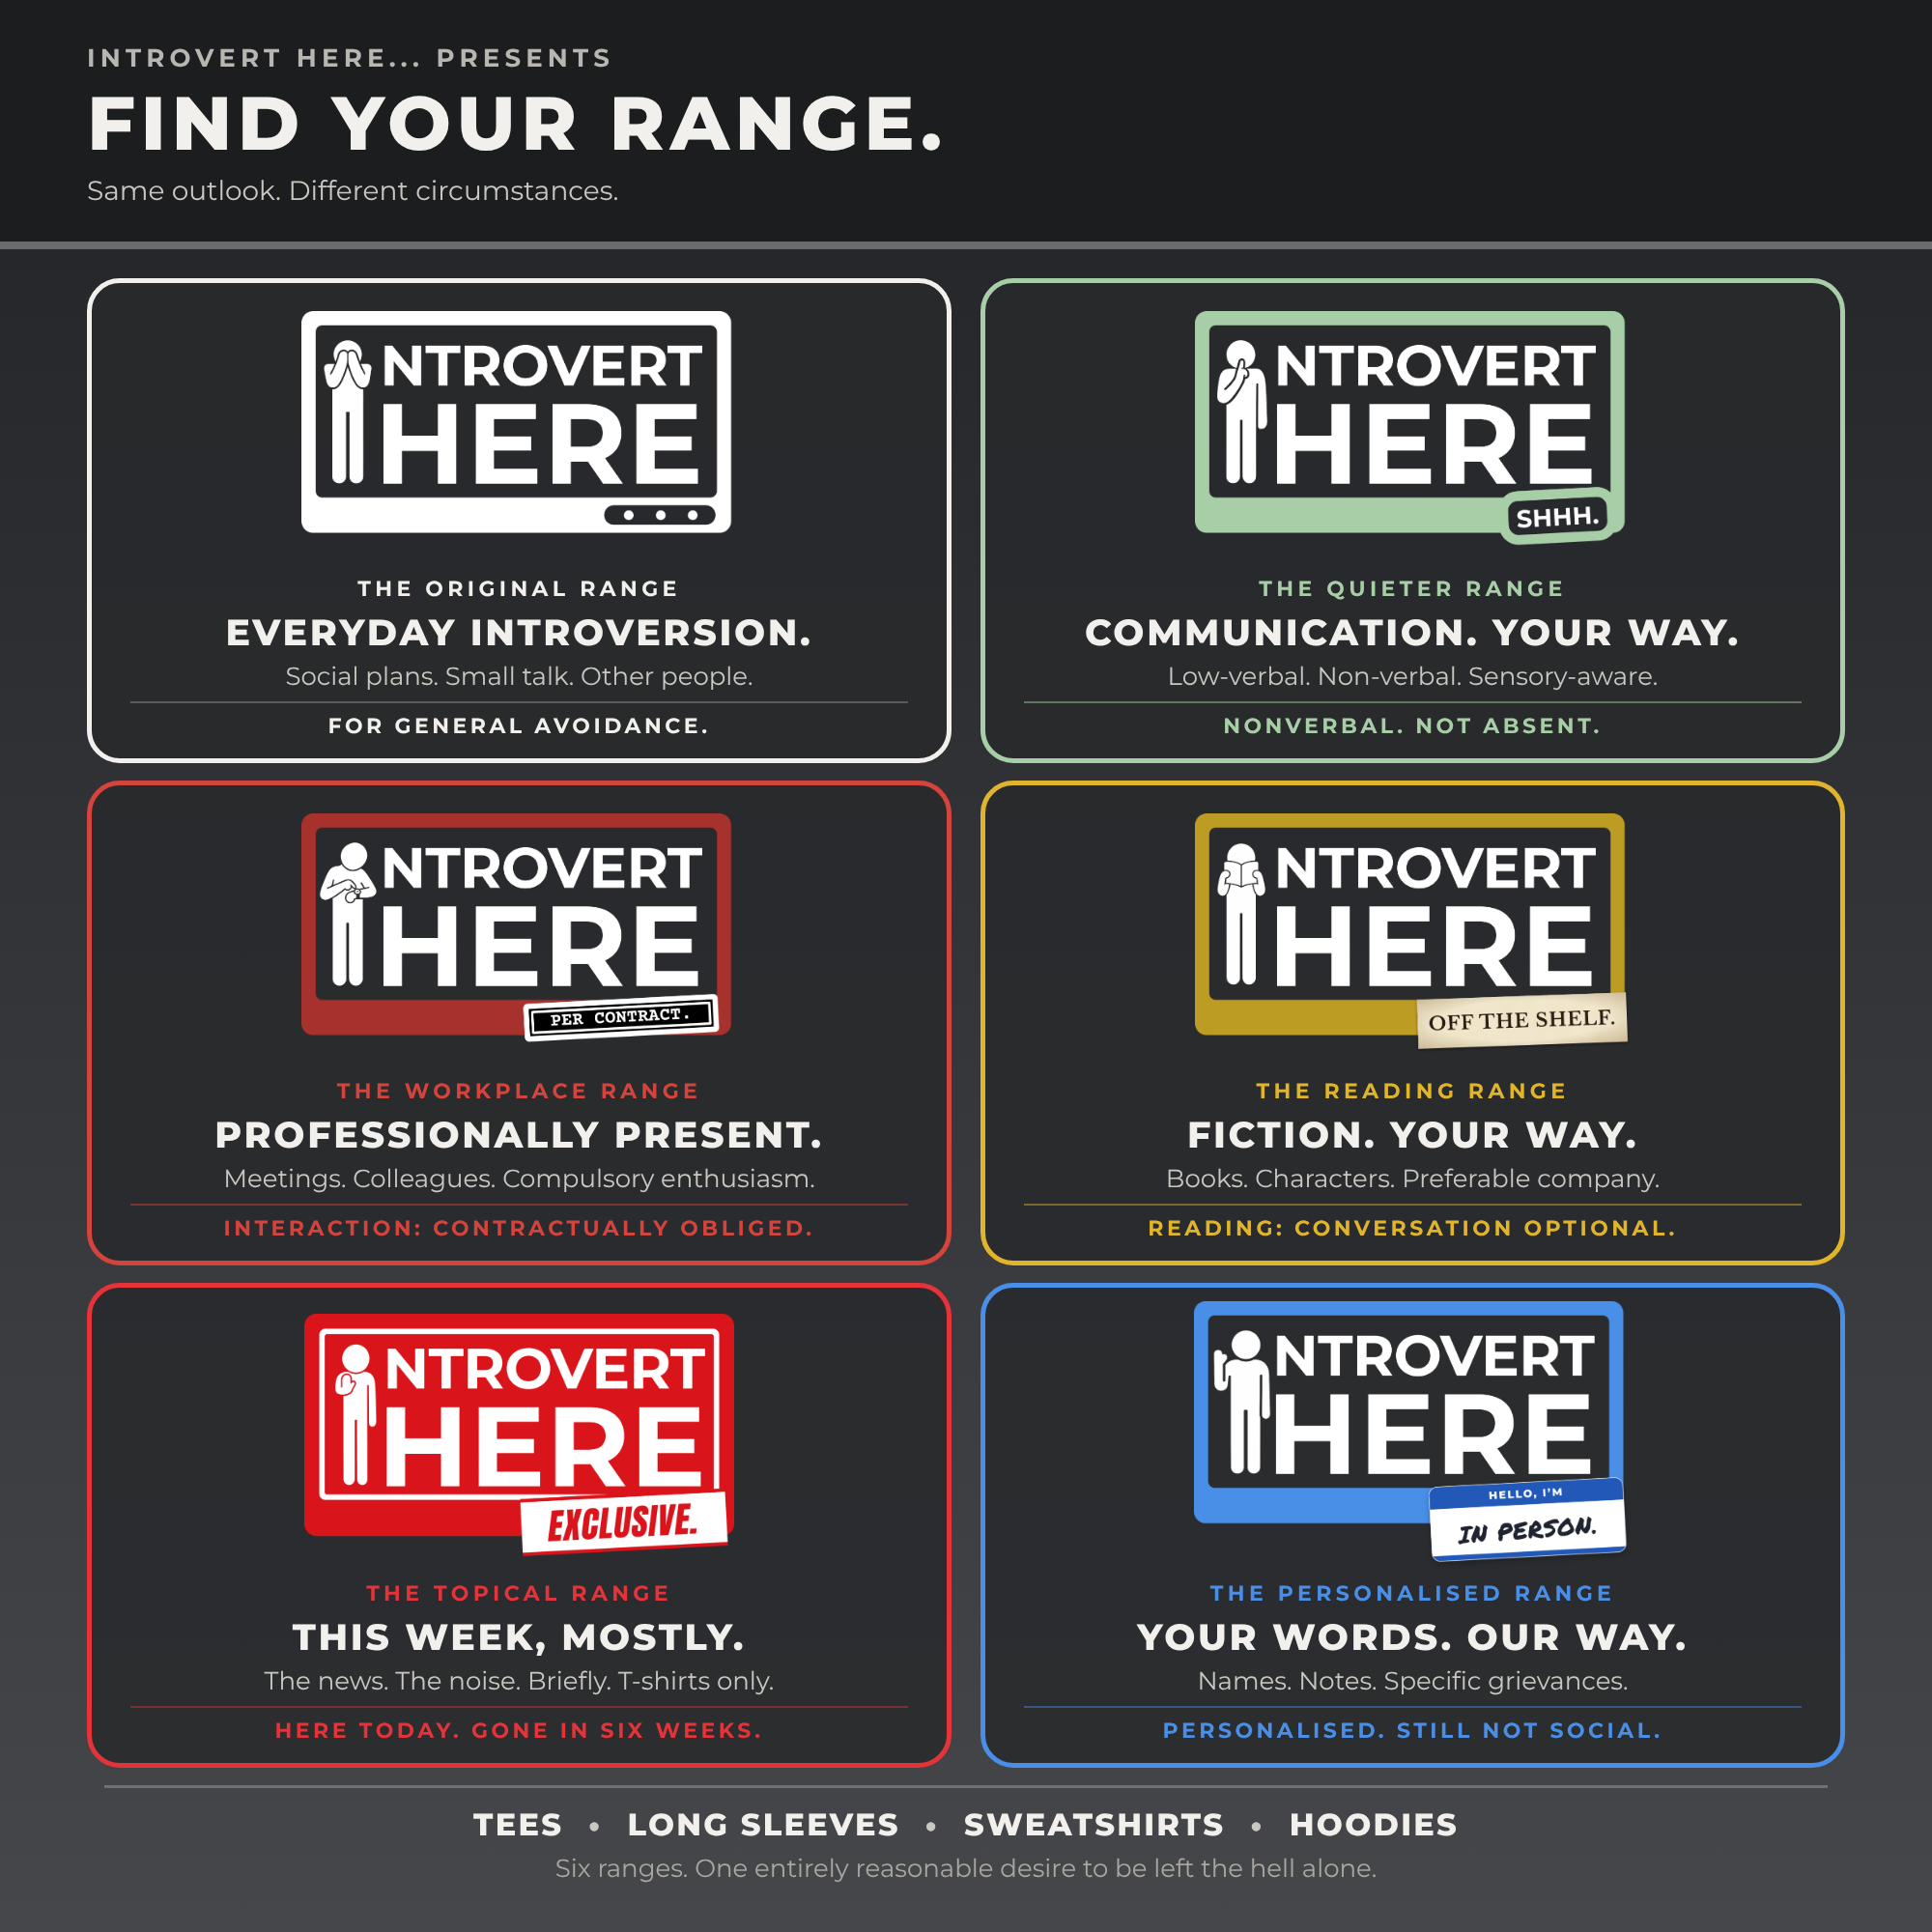 INTROVERT HERE... PRESENTS
FIND YOUR RANGE.
Same outlook. Different circumstances.
NTROVERT
HERE
THE ORIGINAL RANGE
EVERYDAY INTROVERSION.
Social plans. Small talk. Other people.
FOR GENERAL AVOIDANCE.
NTROVERT
HERE
SHHH.
THE QUIETER RANGE
COMMUNICATION. YOUR WAY.
Low-verbal. Non-verbal. Sensory-aware.
NONVERBAL. NOT ABSENT.
NTROVERT
HERE
PER CONTRACT.
THE WORKPLACE RANGE
PROFESSIONALLY PRESENT.
Meetings. Colleagues. Compulsory enthusiasm.
INTERACTION: CONTRACTUALLY OBLIGED.
NTROVERT
HERE
OFF THE SHELF.
THE READING RANGE
FICTION. YOUR WAY.
Books. Characters. Preferable company.
READING: CONVERSATION OPTIONAL.
NTROVERT
HERE
EXCLUSIVE.
THE TOPICAL RANGE
THIS WEEK, MOSTLY.
The news. The noise. Briefly. T-shirts only.
HERE TODAY. GONE IN SIX WEEKS.
NTROVERT
HERE
HELLO, I'M
IN PERSON.
THE PERSONALISED RANGE
YOUR WORDS. OUR WAY.
Names. Notes. Specific grievances.
PERSONALISED. STILL NOT SOCIAL.
TEES • LONG SLEEVES • SWEATSHIRTS • HOODIES
Six ranges. One entirely reasonable desire to be left the hell alone.